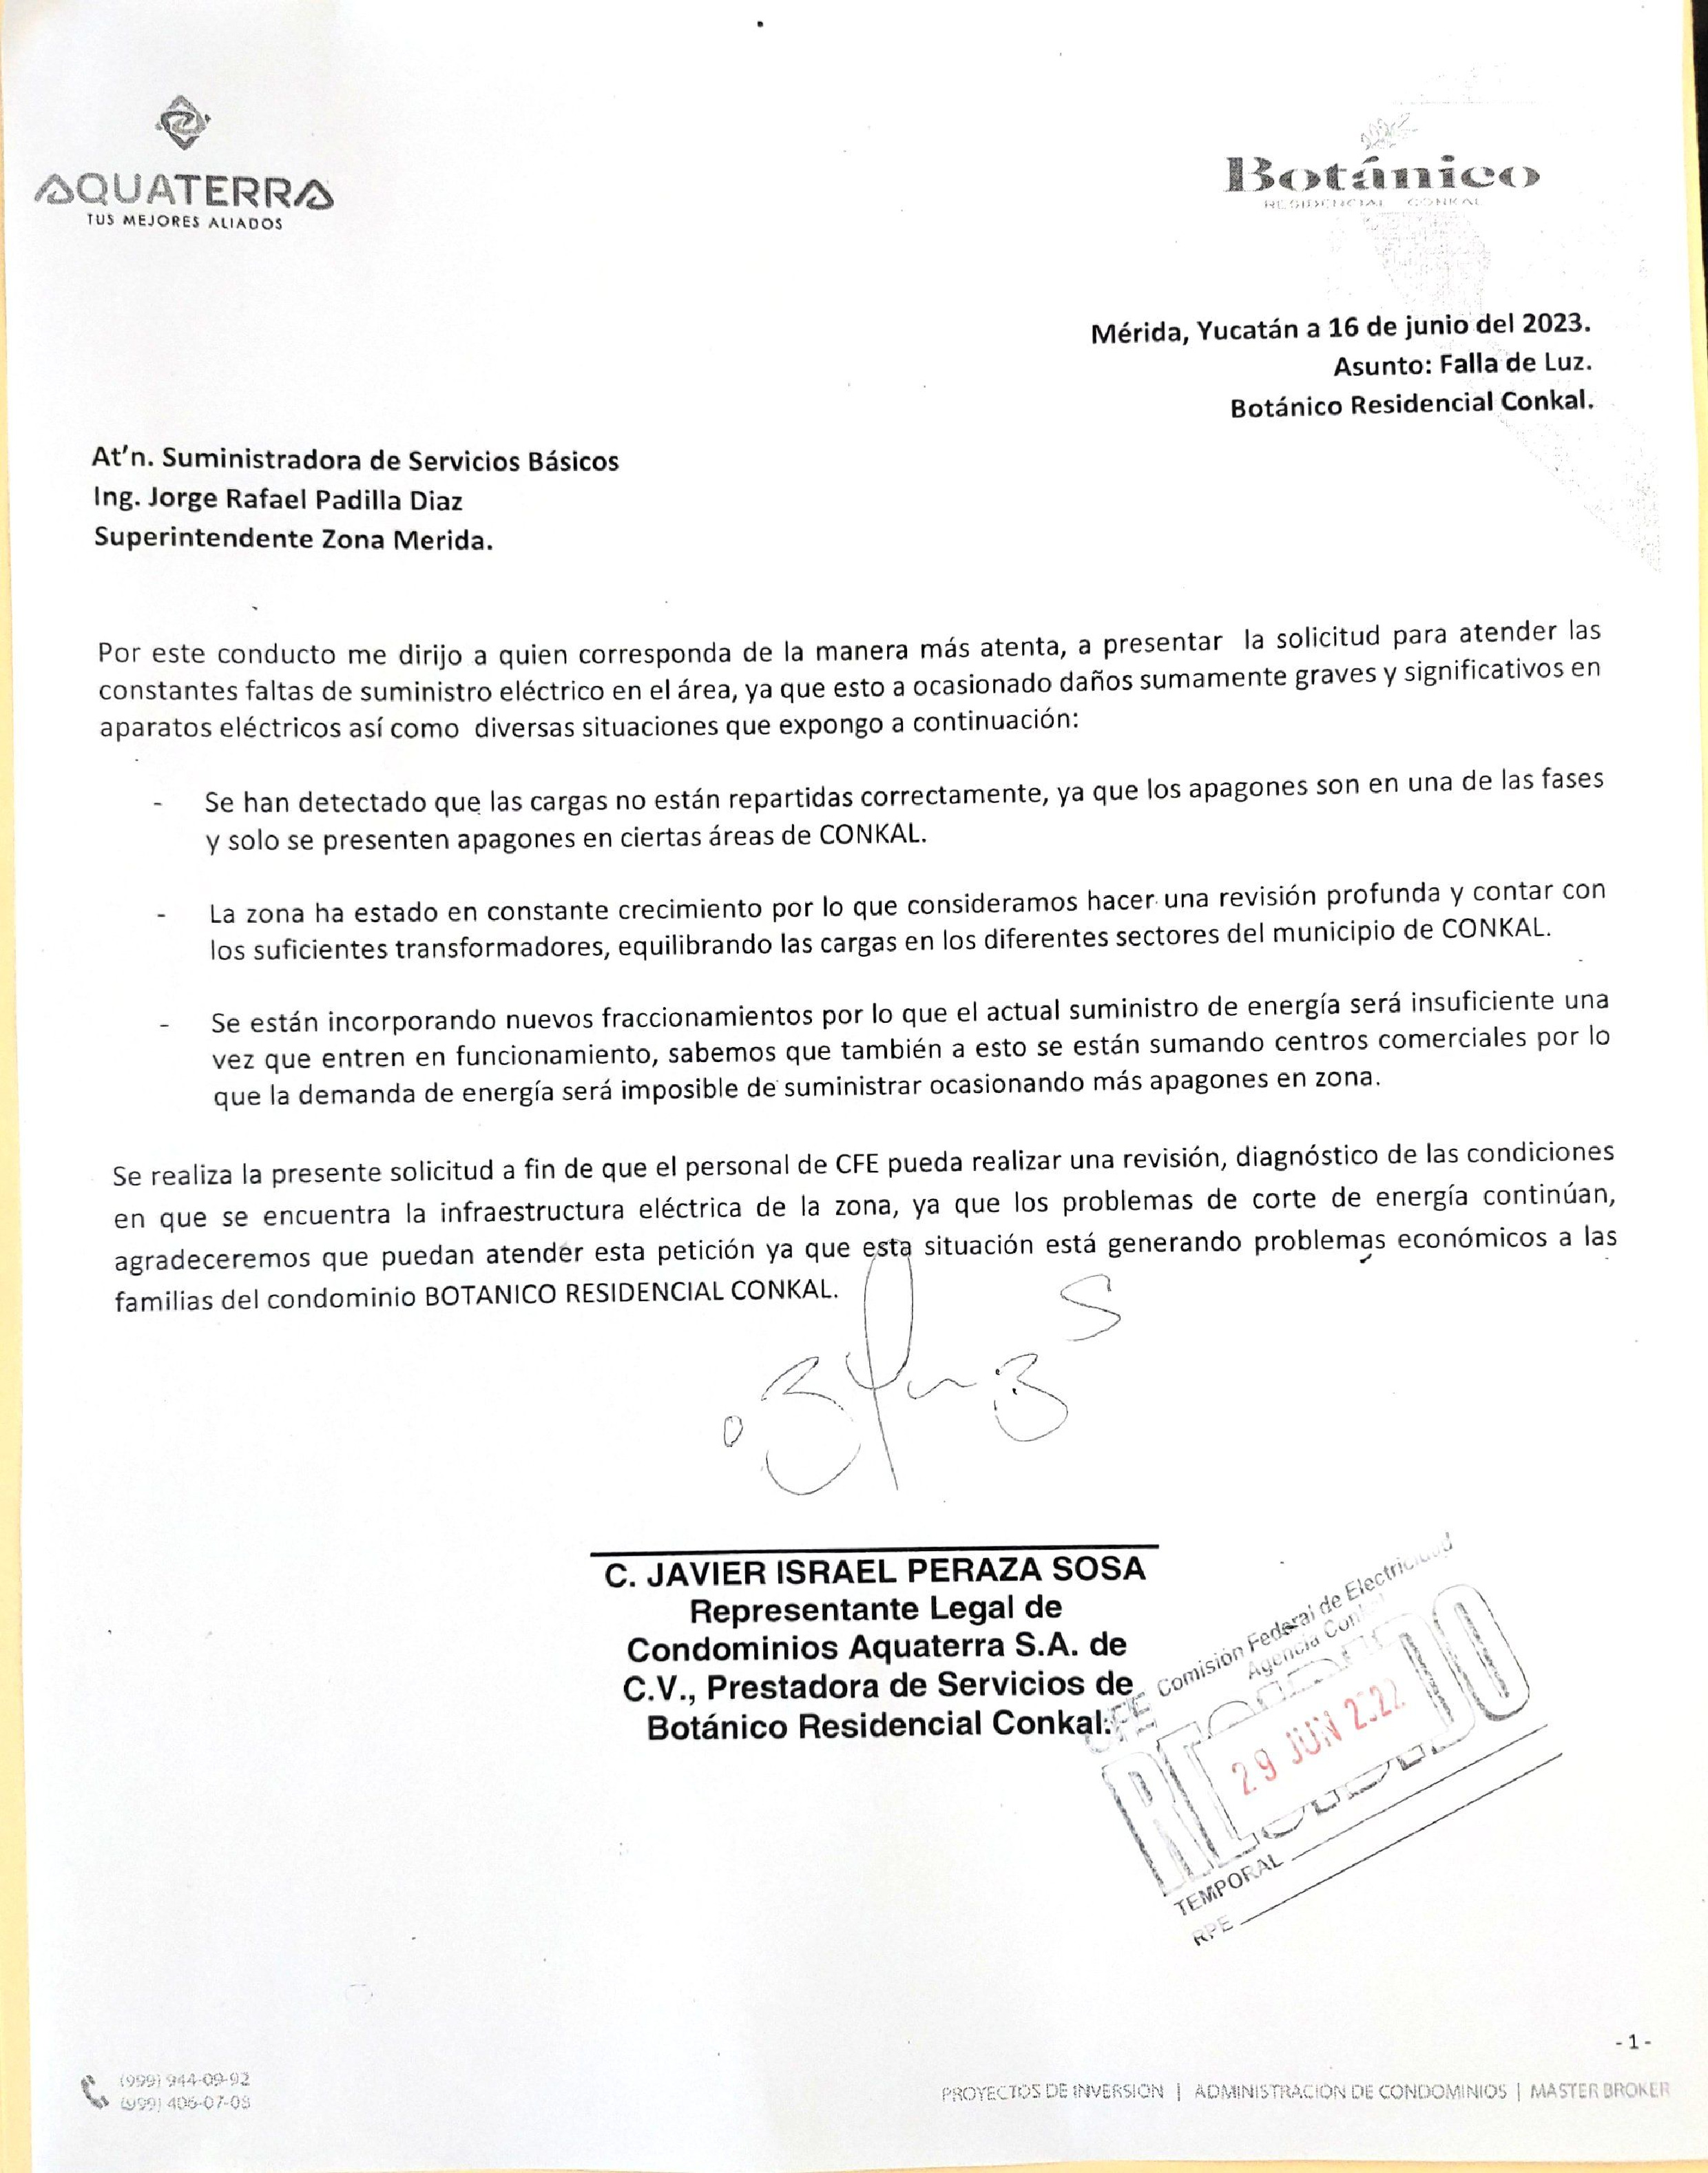 AQUATERRA
TUS MEJORES ALIADOS
Botánico
RESIDENCIAL CONKAL
Mérida, Yucatán a 16 de junio del 2023.
Asunto: Falla de Luz.
Botánico Residencial Conkal.
At'n. Suministradora de Servicios Básicos
Ing. Jorge Rafael Padilla Diaz
Superintendente Zona Merida.
Por este conducto me dirijo a quien corresponda de la manera más atenta, a presentar la solicitud para atender las
constantes faltas de suministro eléctrico en el área, ya que esto a ocasionado daños sumamente graves y significativos en
aparatos eléctricos así como diversas situaciones que expongo a continuación:
- Se han detectado que las cargas no están repartidas correctamente, ya que los apagones son en una de las fases
y solo se presenten apagones en ciertas áreas de CONKAL.
- La zona ha estado en constante crecimiento por lo que consideramos hacer una revisión profunda y contar con
los suficientes transformadores, equilibrando las cargas en los diferentes sectores del municipio de CONKAL.
- Se están incorporando nuevos fraccionamientos por lo que el actual suministro de energía será insuficiente una
vez que entren en funcionamiento, sabemos que también a esto se están sumando centros comerciales por lo
que la demanda de energía será imposible de suministrar ocasionando más apagones en zona.
Se realiza la presente solicitud a fin de que el personal de CFE pueda realizar una revisión, diagnóstico de las condiciones
en que se encuentra la infraestructura eléctrica de la zona, ya que los problemas de corte de energía continúan,
agradeceremos que puedan atender esta petición ya que esta situación está generando problemas económicos a las
familias del condominio BOTANICO RESIDENCIAL CONKAL.
C. JAVIER ISRAEL PERAZA SOSA
Representante Legal de
Condominios Aquaterra S.A. de
C.V., Prestadora de Servicios de
Botánico Residencial Conkal.
CFE Comisión Federal de Electricidad
Agencia Conkal
29 JUN
TEMPORAL
RPE
- 1 -
(999) 944-09-92
(999) 406-07-08
PROYECTOS DE INVERSION | ADMINISTRACION DE CONDOMINIOS | MASTER BROKER